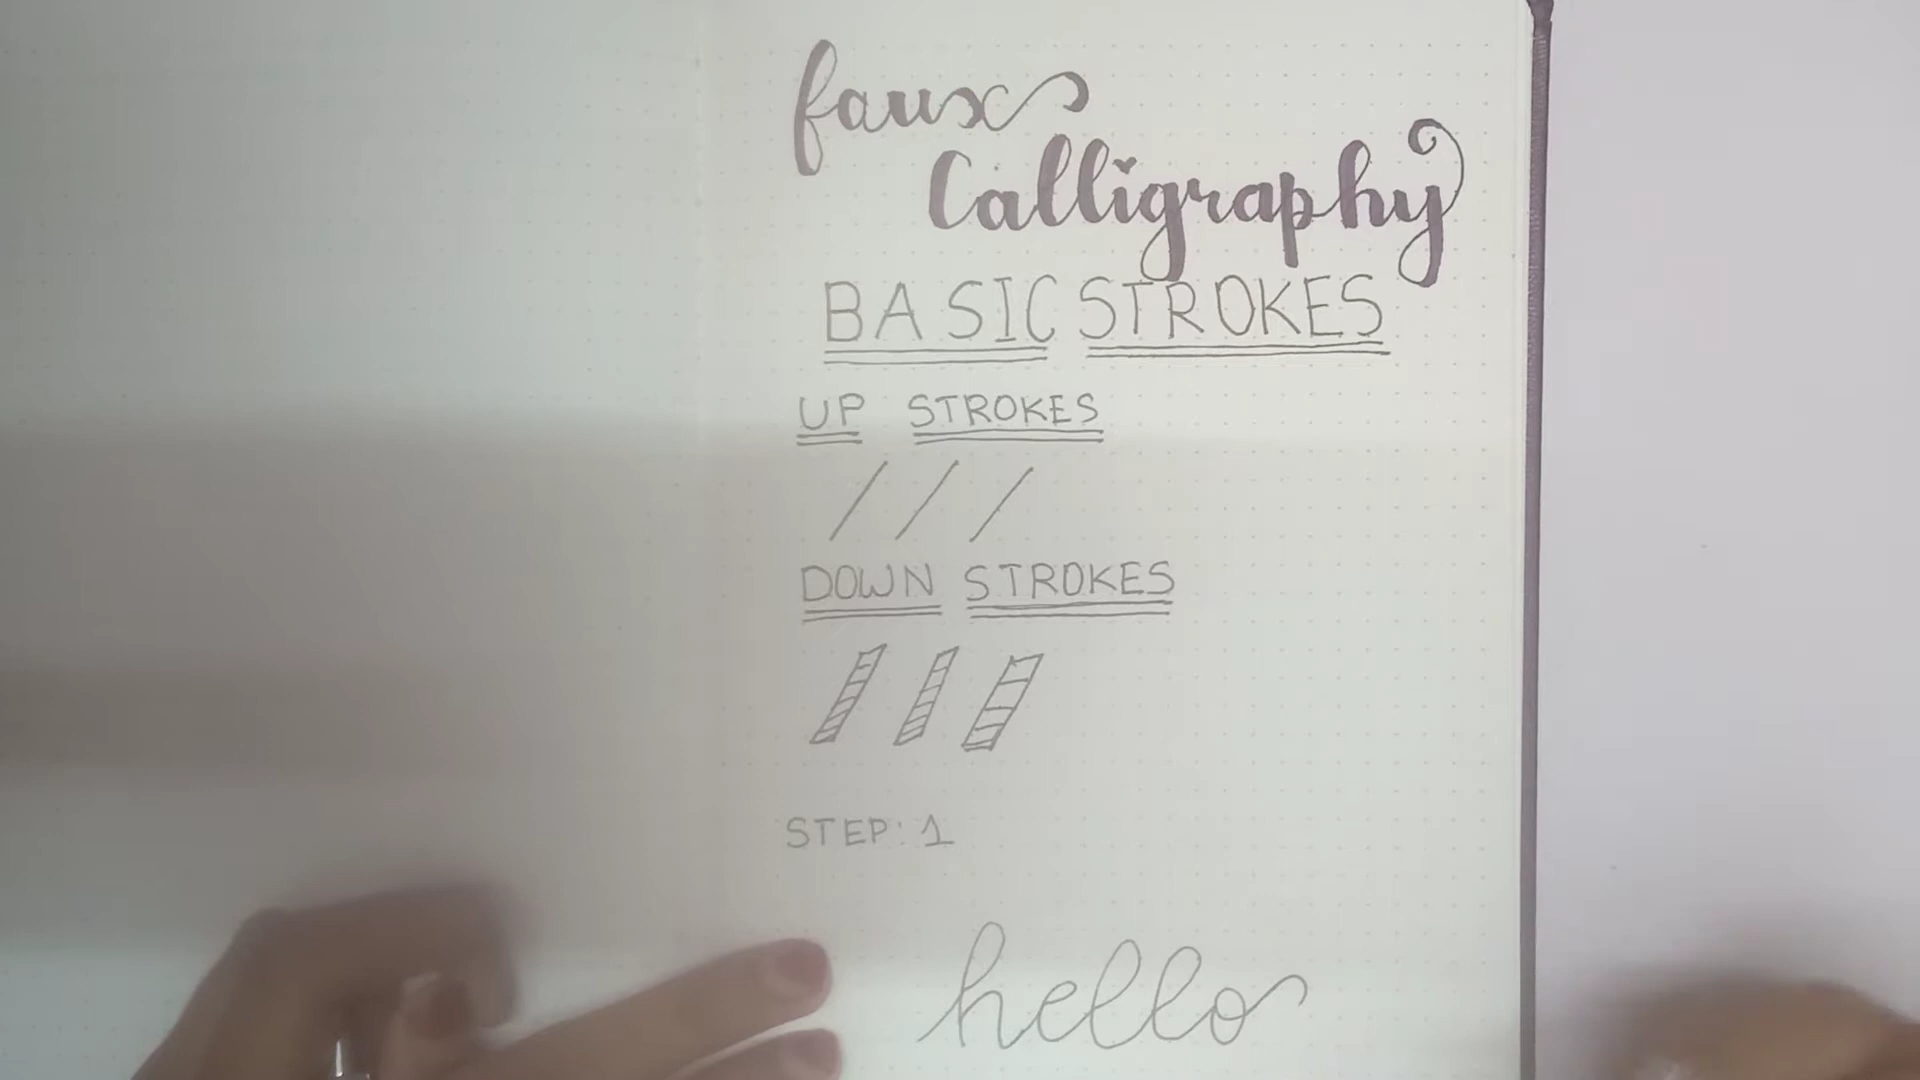 faux
Calligraphy
BASIC STROKES
UP STROKES
DOWN STROKES
STEP: 1
hello